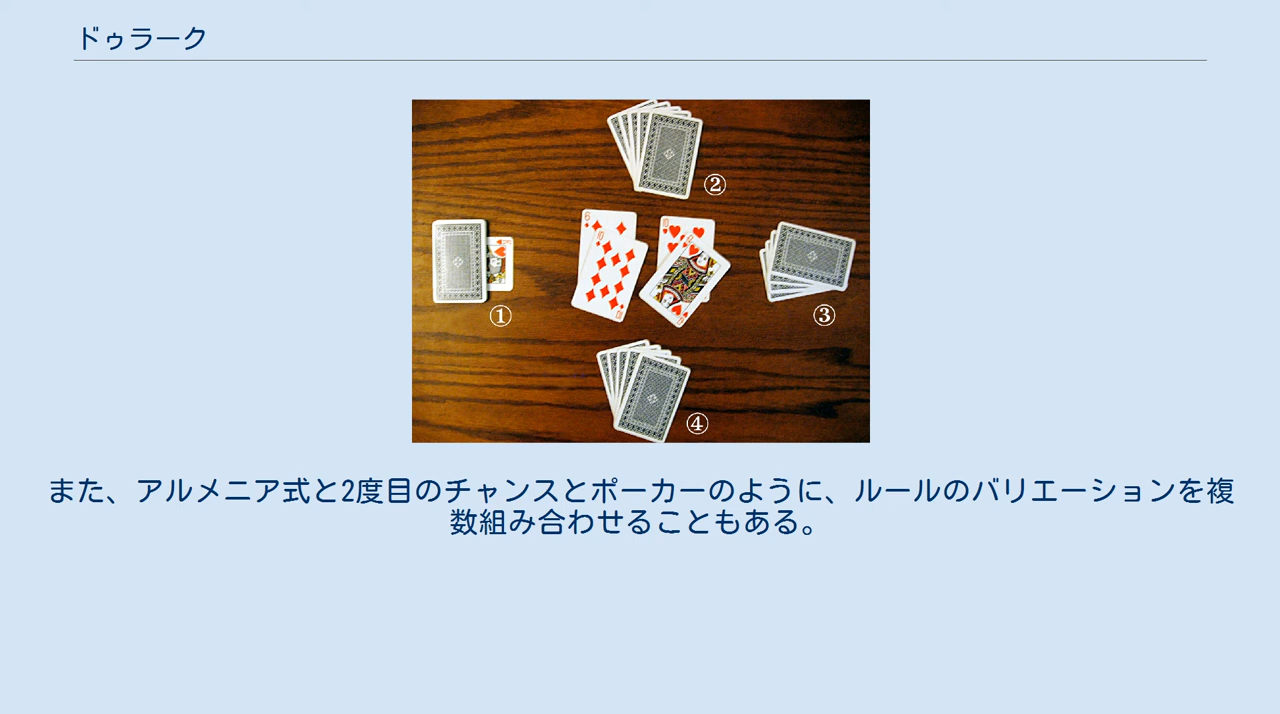 ドゥラーク
②
①
③
④
また、アルメニア式と2度目のチャンスとポーカーのように、ルールのバリエーションを複
数組み合わせることもある。